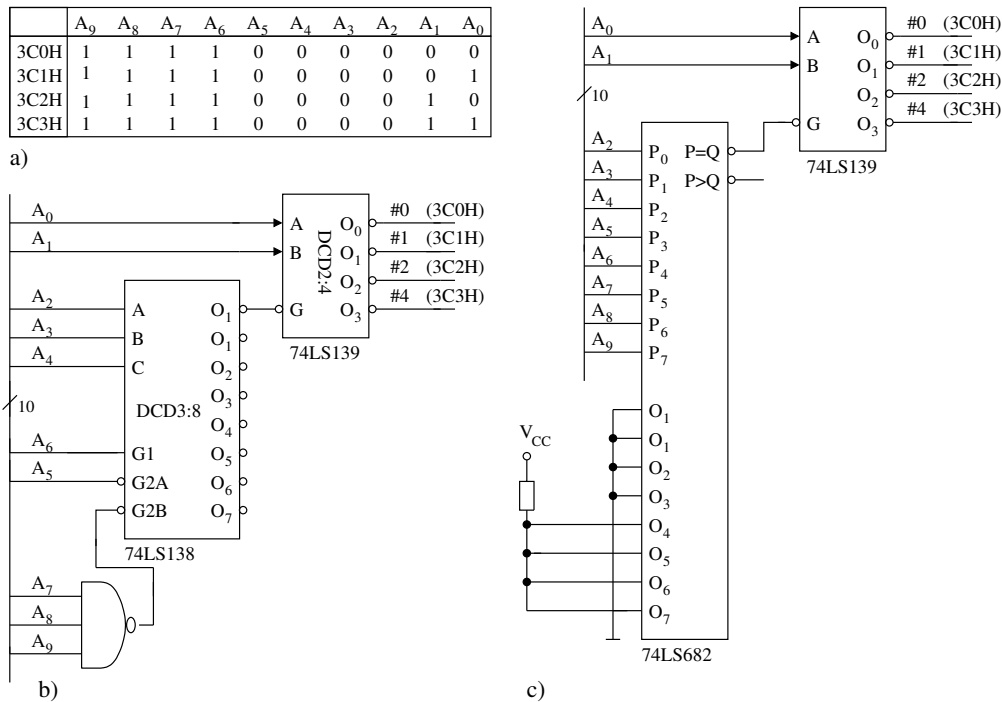 A9 A8 A7 A6 A5 A4 A3 A2 A1 A0
3C0H 1 1 1 1 0 0 0 0 0 0
3C1H 1 1 1 1 0 0 0 0 0 1
3C2H 1 1 1 1 0 0 0 0 1 0
3C3H 1 1 1 1 0 0 0 0 1 1
a)
A0 A O0 #0 (3C0H)
A1 B O1 #1 (3C1H)
O2 #2 (3C2H)
G O3 #4 (3C3H)
DCD2:4
74LS139
A2 A O1
A3 B O1
A4 C O2
O3
10 DCD3:8
O4
A6 G1 O5
A5 G2A O6
G2B O7
74LS138
A7
A8
A9
b)
A0 A O0 #0 (3C0H)
A1 B O1 #1 (3C1H)
O2 #2 (3C2H)
10
G O3 #4 (3C3H)
74LS139
A2 P0 P=Q
A3 P1 P>Q
A4 P2
A5 P3
A6 P4
A7 P5
A8 P6
A9 P7
O1
VCC O1
O2
O3
O4
O5
O6
O7
74LS682
c)